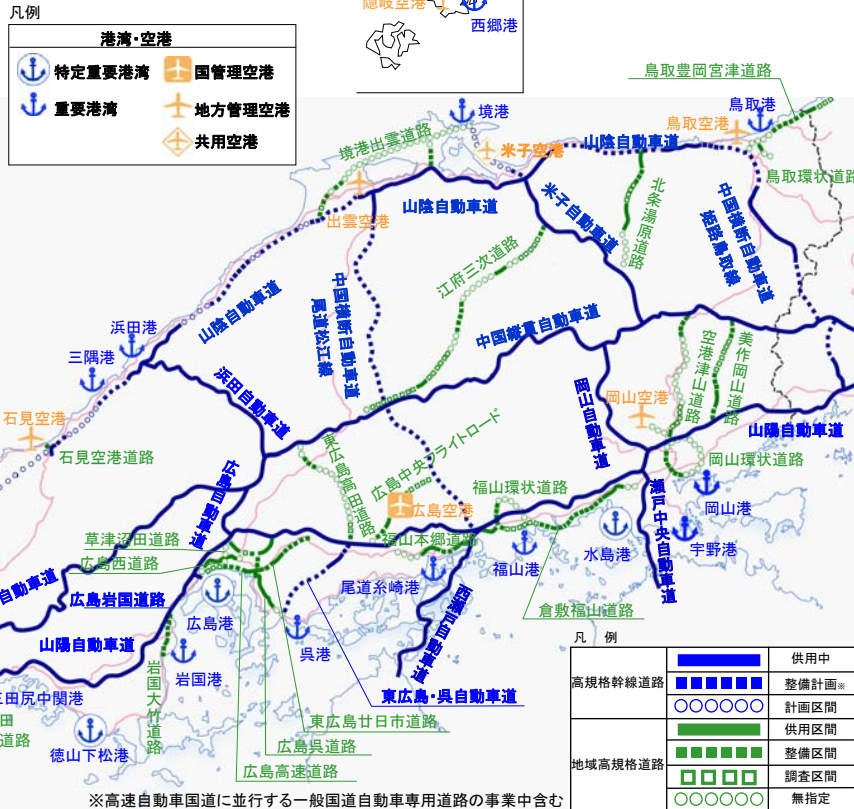 凡例
港湾・空港
特定重要港湾
国管理空港
重要港湾
地方管理空港
共用空港
隠岐空港
西郷港
鳥取豊岡宮津道路
境港
鳥取港
鳥取空港
境港出雲道路
米子空港
山陰自動車道
鳥取環状道路
出雲空港
山陰自動車道
米子自動車道
北条湯原道路
中国横断自動車道
姫路鳥取線
江府三次道路
中国横断自動車道
尾道松江線
山陰自動車道
浜田港
三隅港
中国縦貫自動車道
浜田自動車道
空港津山道路
美作岡山道路
岡山自動車道
岡山空港
石見空港
石見空港道路
山陽自動車道
広島自動車道
東広島高田道路
広島中央フライトロード
岡山環状道路
広島空港
福山環状道路
瀬戸中央自動車道
岡山港
草津沼田道路
福山本郷道路
宇野港
広島西道路
尾道糸崎港
福山港
水島港
自動車道
広島岩国道路
西瀬戸自動車道
倉敷福山道路
広島港
呉港
山陽自動車道
岩国港
岩国大竹道路
三田尻中関港
東広島・呉自動車道
田
道路
東広島廿日市道路
徳山下松港
広島呉道路
広島高速道路
凡 例
高規格幹線道路
供用中
整備計画※
計画区間
地域高規格道路
供用区間
整備区間
調査区間
無指定
※高速自動車国道に並行する一般国道自動車専用道路の事業中含む